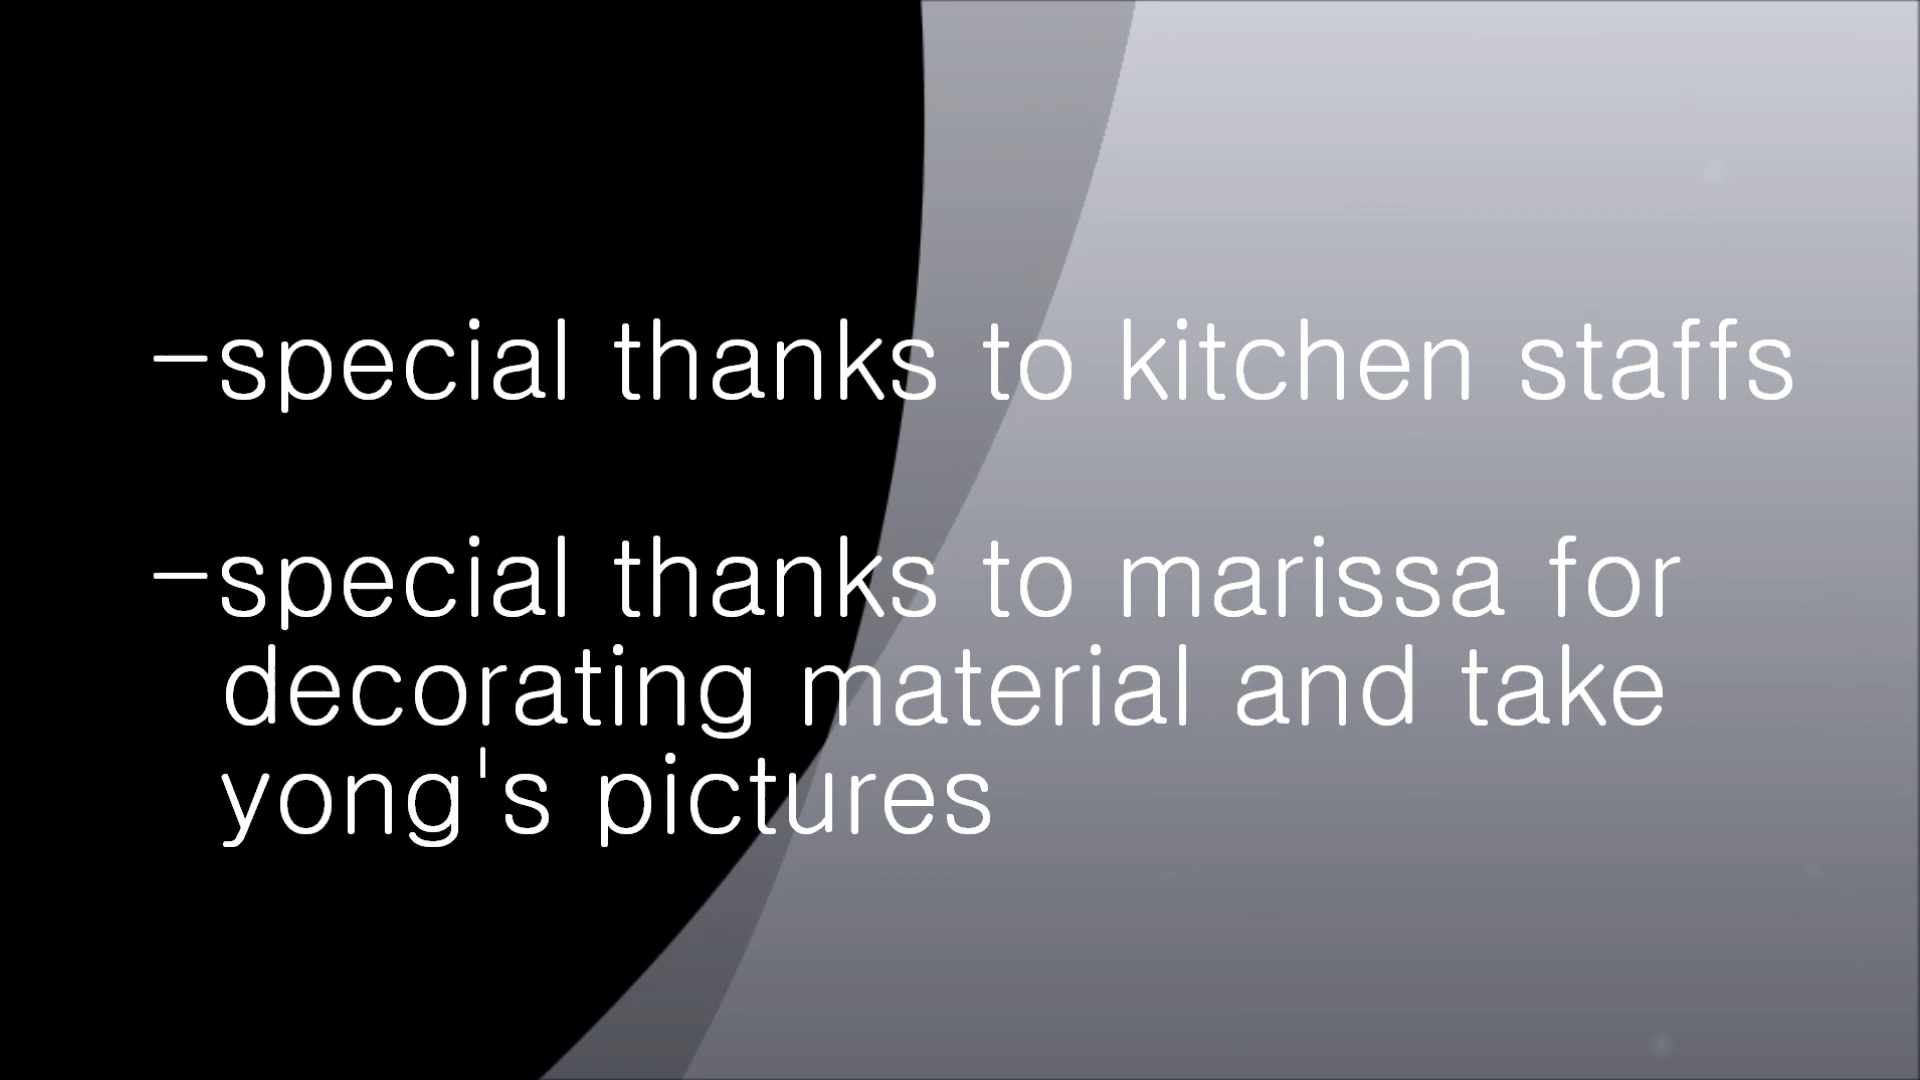 -special thanks to kitchen staffs
-special thanks to marissa for
decorating material and take
yong's pictures